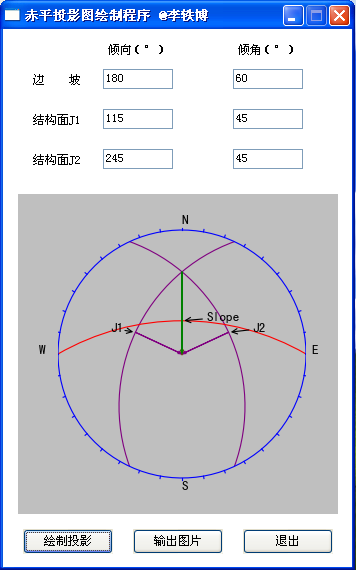 赤平投影图绘制程序 @李铁博
倾向(°) 倾角(°)
边 坡 180 60
结构面J1 115 45
结构面J2 245 45
N
Slope
J1 J2
W E
S
绘制投影 输出图片 退出